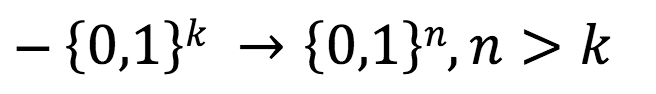 − {0,1}ᵏ → {0,1}ⁿ, n > k